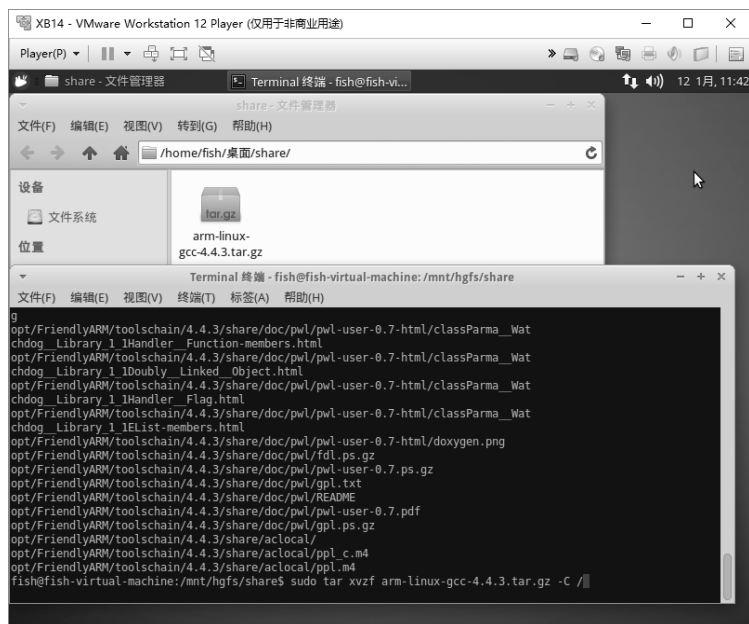 XB14 - VMware Workstation 12 Player (仅用于非商业用途)
Player(P)
share - 文件管理器
Terminal 终端 - fish@fish-vi...
12 1月, 11:42
share - 文件管理器
文件(F) 编辑(E) 视图(V) 转到(G) 帮助(H)
/home/fish/桌面/share/
设备
文件系统
位置
tar.gz
arm-linux-
gcc-4.4.3.tar.gz
Terminal 终端 - fish@fish-virtual-machine: /mnt/hgfs/share
文件(F) 编辑(E) 视图(V) 终端(T) 标签(A) 帮助(H)
g
opt/FriendlyARM/toolschain/4.4.3/share/doc/pwl/pwl-user-0.7-html/classParma__Wat
chdog__Library_1_1Handler__Function-members.html
opt/FriendlyARM/toolschain/4.4.3/share/doc/pwl/pwl-user-0.7-html/classParma__Wat
chdog__Library_1_1Doubly__Linked__Object.html
opt/FriendlyARM/toolschain/4.4.3/share/doc/pwl/pwl-user-0.7-html/classParma__Wat
chdog__Library_1_1Handler__Flag.html
opt/FriendlyARM/toolschain/4.4.3/share/doc/pwl/pwl-user-0.7-html/classParma__Wat
chdog__Library_1_1EList-members.html
opt/FriendlyARM/toolschain/4.4.3/share/doc/pwl/pwl-user-0.7-html/doxygen.png
opt/FriendlyARM/toolschain/4.4.3/share/doc/pwl/fdl.ps.gz
opt/FriendlyARM/toolschain/4.4.3/share/doc/pwl/pwl-user-0.7.ps.gz
opt/FriendlyARM/toolschain/4.4.3/share/doc/pwl/gpl.txt
opt/FriendlyARM/toolschain/4.4.3/share/doc/pwl/README
opt/FriendlyARM/toolschain/4.4.3/share/doc/pwl/pwl-user-0.7.pdf
opt/FriendlyARM/toolschain/4.4.3/share/doc/pwl/gpl.ps.gz
opt/FriendlyARM/toolschain/4.4.3/share/aclocal/
opt/FriendlyARM/toolschain/4.4.3/share/aclocal/ppl_c.m4
opt/FriendlyARM/toolschain/4.4.3/share/aclocal/ppl.m4
fish@fish-virtual-machine:/mnt/hgfs/share$ sudo tar xvzf arm-linux-gcc-4.4.3.tar.gz -C /